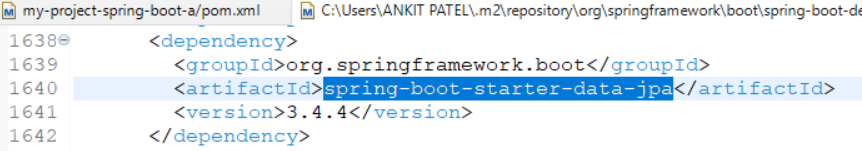 my-project-spring-boot-a/pom.xml C:\Users\ANKIT PATEL\.m2\repository\org\springframework\boot\spring-boot-de
1638 <dependency>
1639 <groupId>org.springframework.boot</groupId>
1640 <artifactId>spring-boot-starter-data-jpa</artifactId>
1641 <version>3.4.4</version>
1642 </dependency>